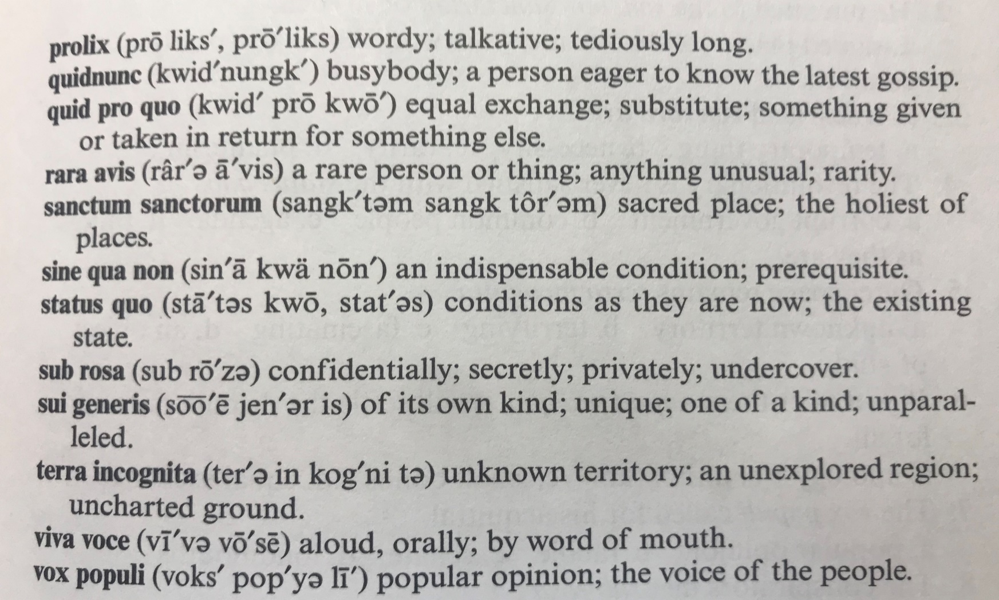 prolix (prō liks′, prō′liks) wordy; talkative; tediously long.
quidnunc (kwid′nungk′) busybody; a person eager to know the latest gossip.
quid pro quo (kwid′ prō kwō′) equal exchange; substitute; something given
or taken in return for something else.
rara avis (râr′ə ā′vis) a rare person or thing; anything unusual; rarity.
sanctum sanctorum (sangk′təm sangk tôr′əm) sacred place; the holiest of
places.
sine qua non (sin′ā kwä nōn′) an indispensable condition; prerequisite.
status quo (stā′təs kwō, stat′əs) conditions as they are now; the existing
state.
sub rosa (sub rō′zə) confidentially; secretly; privately; undercover.
sui generis (so͞o′ē jen′ər is) of its own kind; unique; one of a kind; unparal-
leled.
terra incognita (ter′ə in kog′ni tə) unknown territory; an unexplored region;
uncharted ground.
viva voce (vī′və vō′sē) aloud, orally; by word of mouth.
vox populi (voks′ pop′yə lī′) popular opinion; the voice of the people.